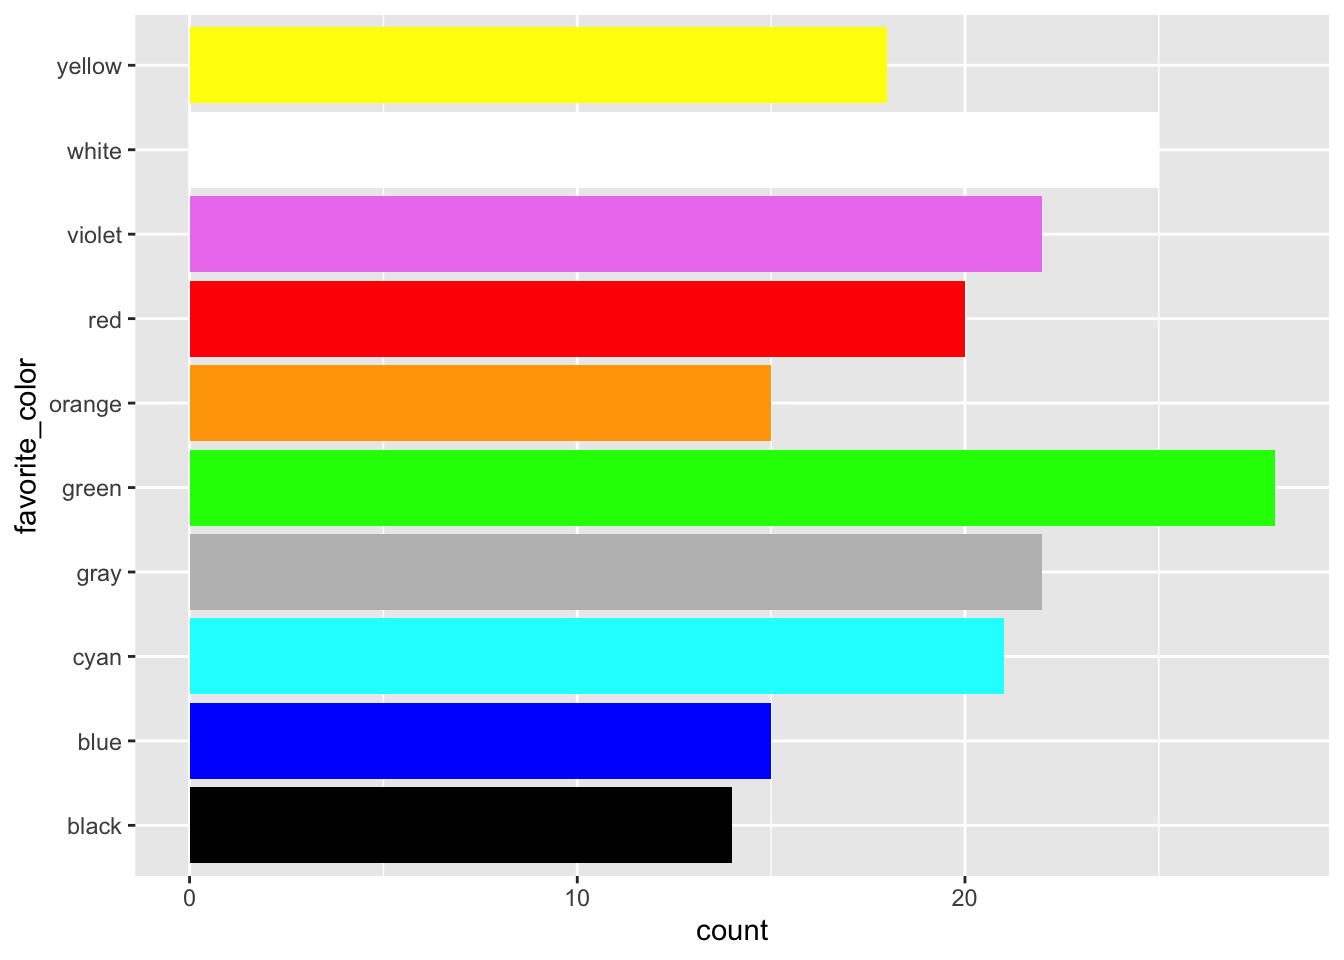 favorite_color
yellow
white
violet
red
orange
green
gray
cyan
blue
black
0 10 20
count